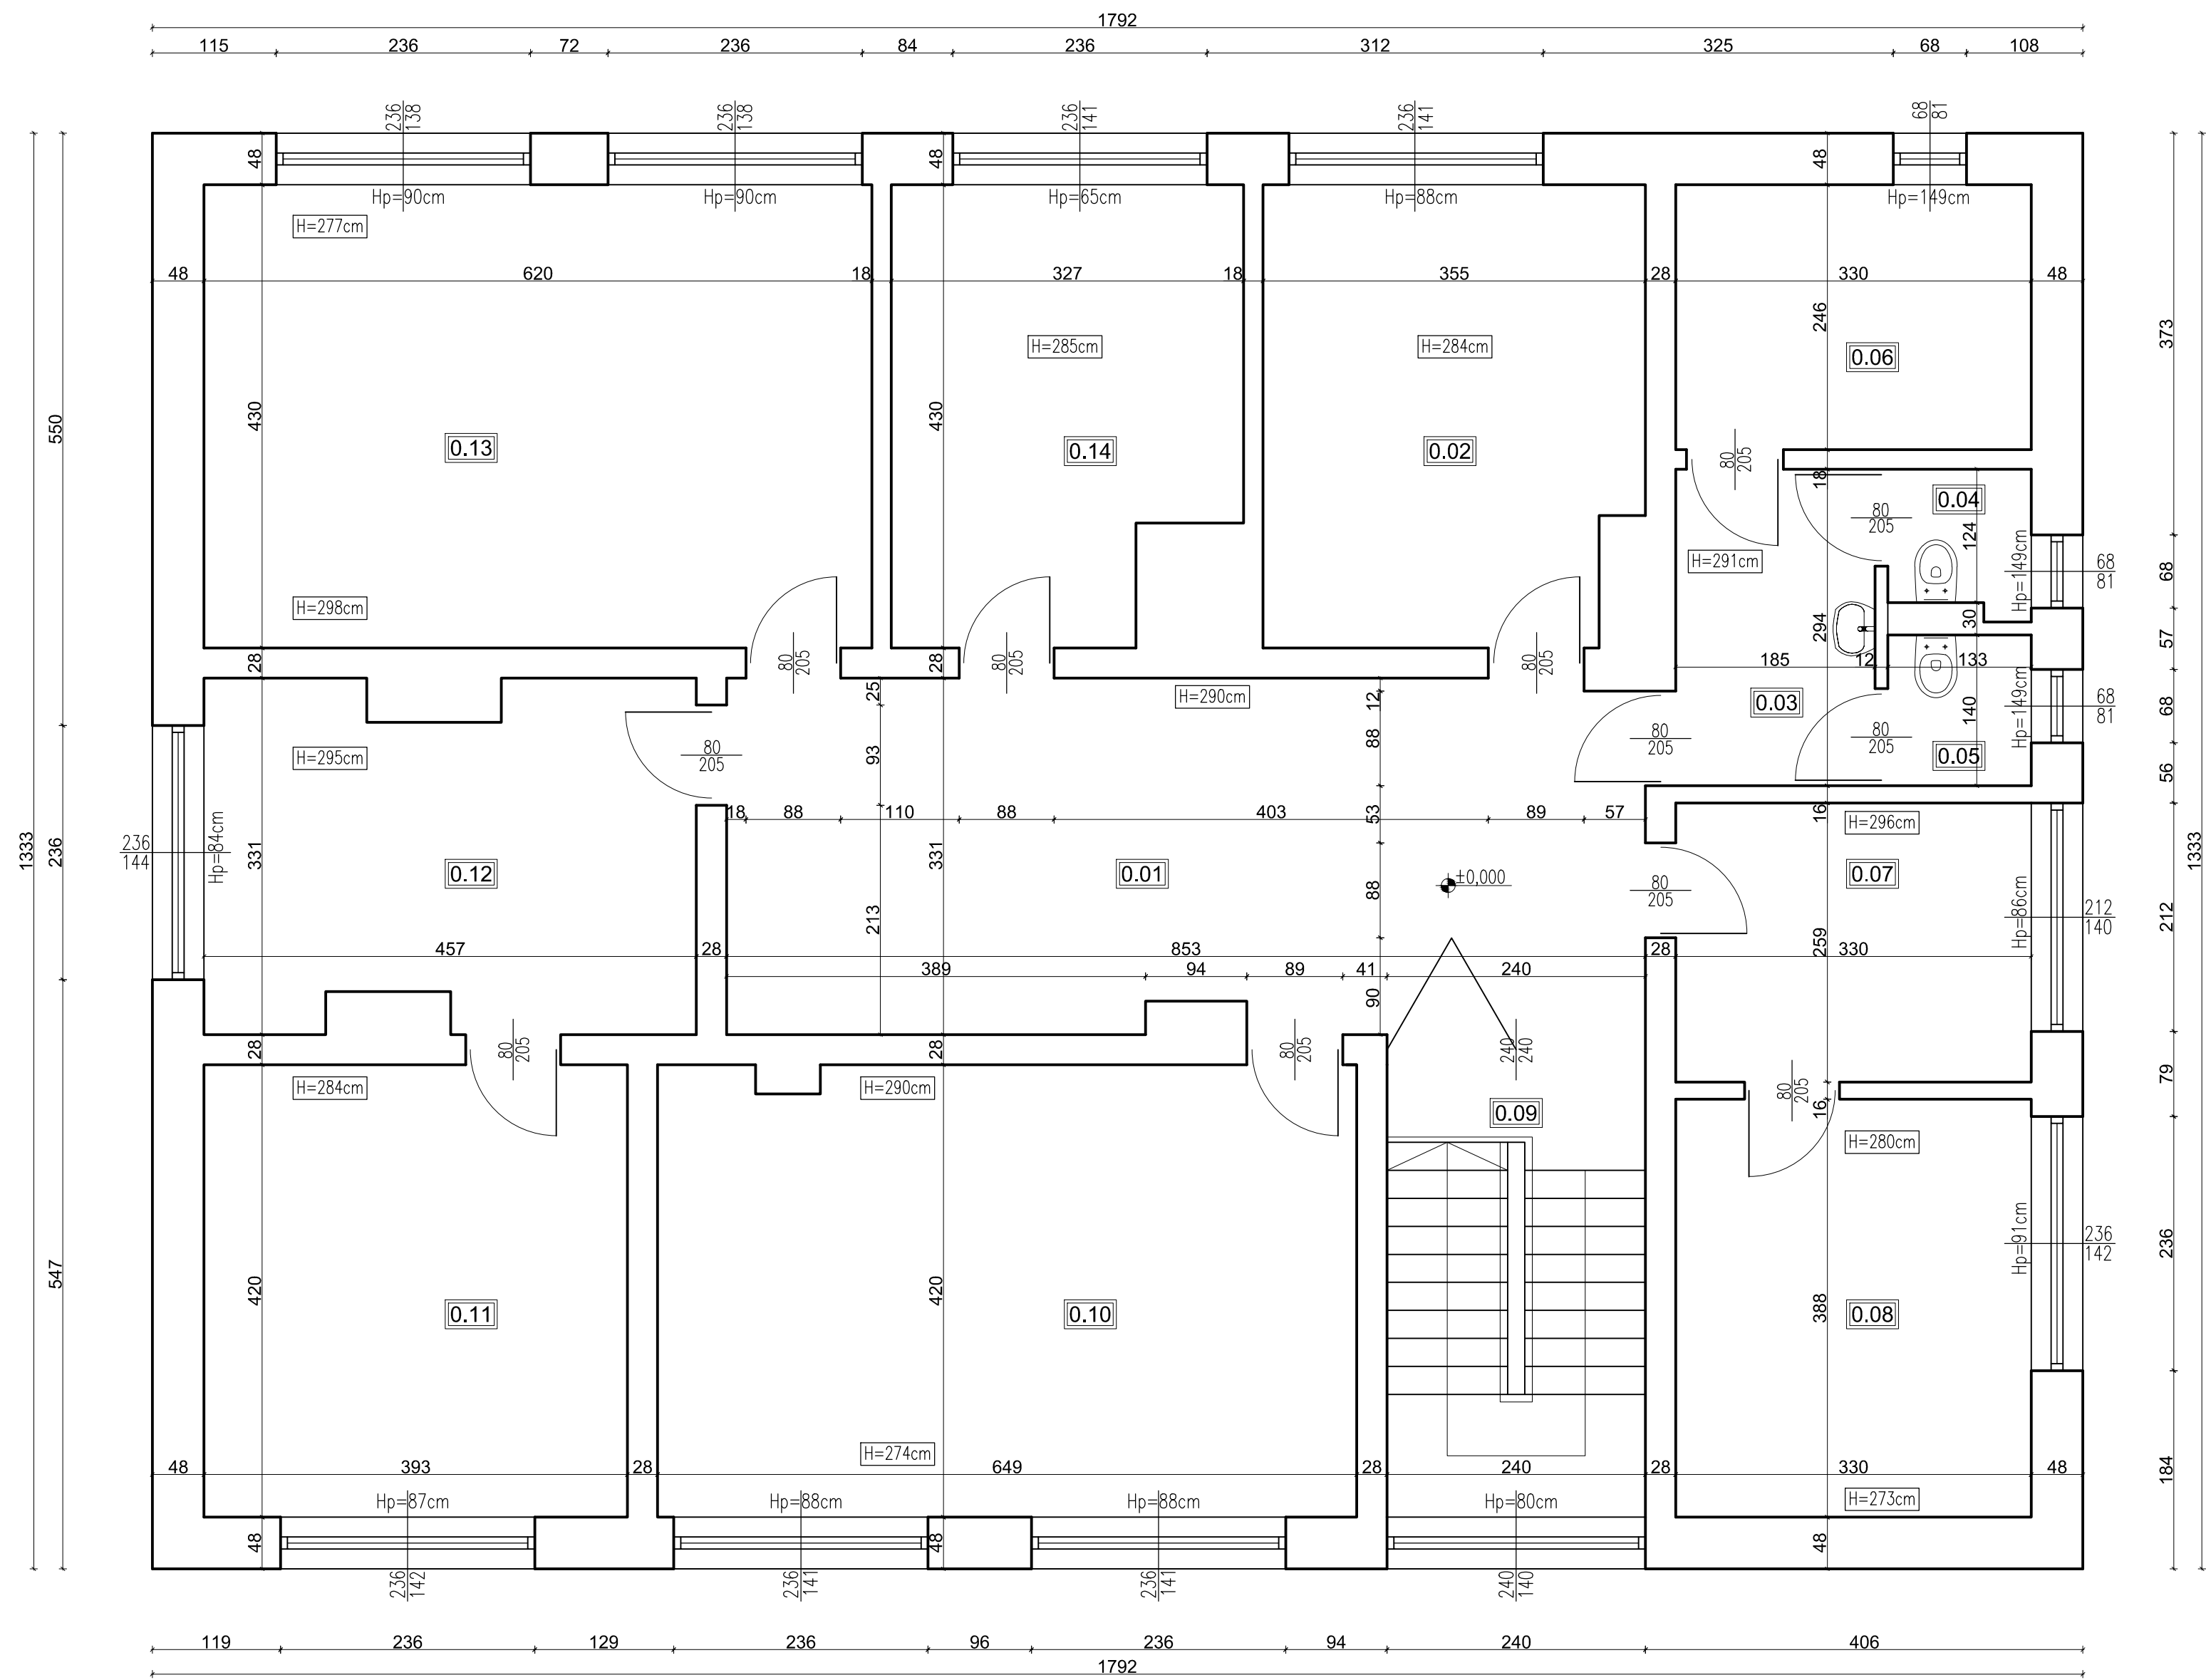 1792
115 236 72 236 84 236 312 325 68 108
236 138
236 138
236 141
236 141
68 81
48 48 48
Hp=90cm Hp=90cm Hp=65cm Hp=88cm Hp=149cm
H=277cm
48 620 18 327 18 355 28 330 48
246
373
H=285cm H=284cm
0.06
430 430
550
0.13 0.14 0.02
80 205
18
0.04
80 205
124
H=291cm
Hp=149cm
68 81
68
H=298cm
30
294
57
28 28
80 205
80 205
80 205
185 12 133
25
H=290cm
12
0.03
140
Hp=149cm
68 81
68
80 205
88
80 205
80 205
0.05
93
H=295cm
56
18 88 110 88 403 53 89 57
16
H=296cm
1333
236
236 144
Hp=84cm
331
0.12
331
0.01
88
±0,000
80 205
0.07
Hp=86cm
212 140
212
1333
213
259
457 28 853 28 330
389 94 89 41 240
90
28
80 205
28
80 205
240 240
79
H=284cm H=290cm
80 205
16
0.09
H=280cm
547
420
420
388
Hp=91cm
236 142
236
0.11 0.10 0.08
H=274cm
48 393 28 649 28 240 28 330 48
184
Hp=87cm Hp=88cm Hp=88cm Hp=80cm
H=273cm
48 48 48
236 142
236 141
236 141
240 140
119 236 129 236 96 236 94 240 406
1792